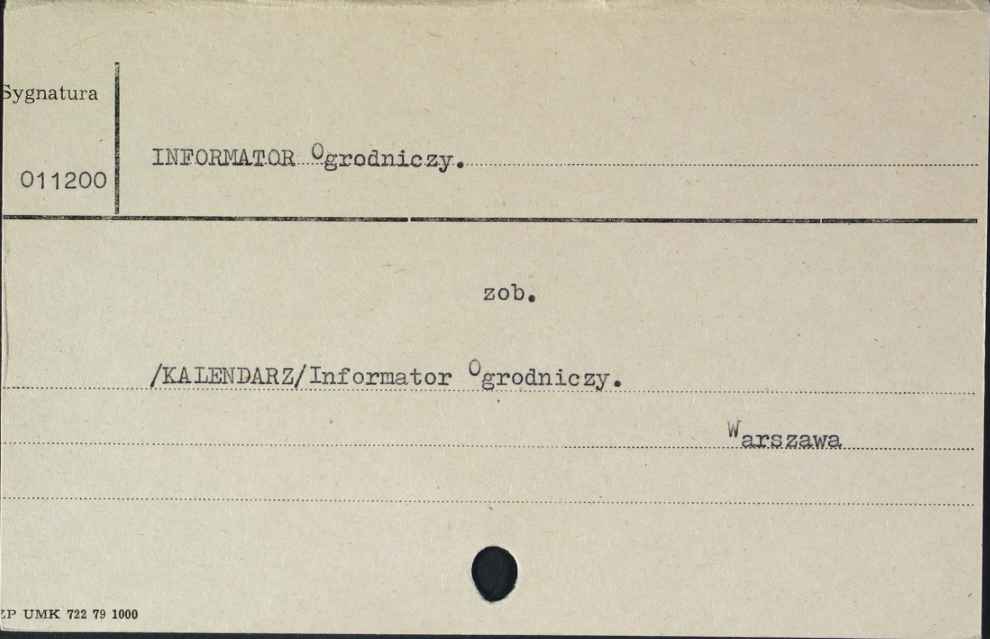 Sygnatura
INFORMATOR Ogrodniczy.
011200
zob.
/KALENDARZ/Informator Ogrodniczy.
Warszawa
ZP UMK 722 79 1000